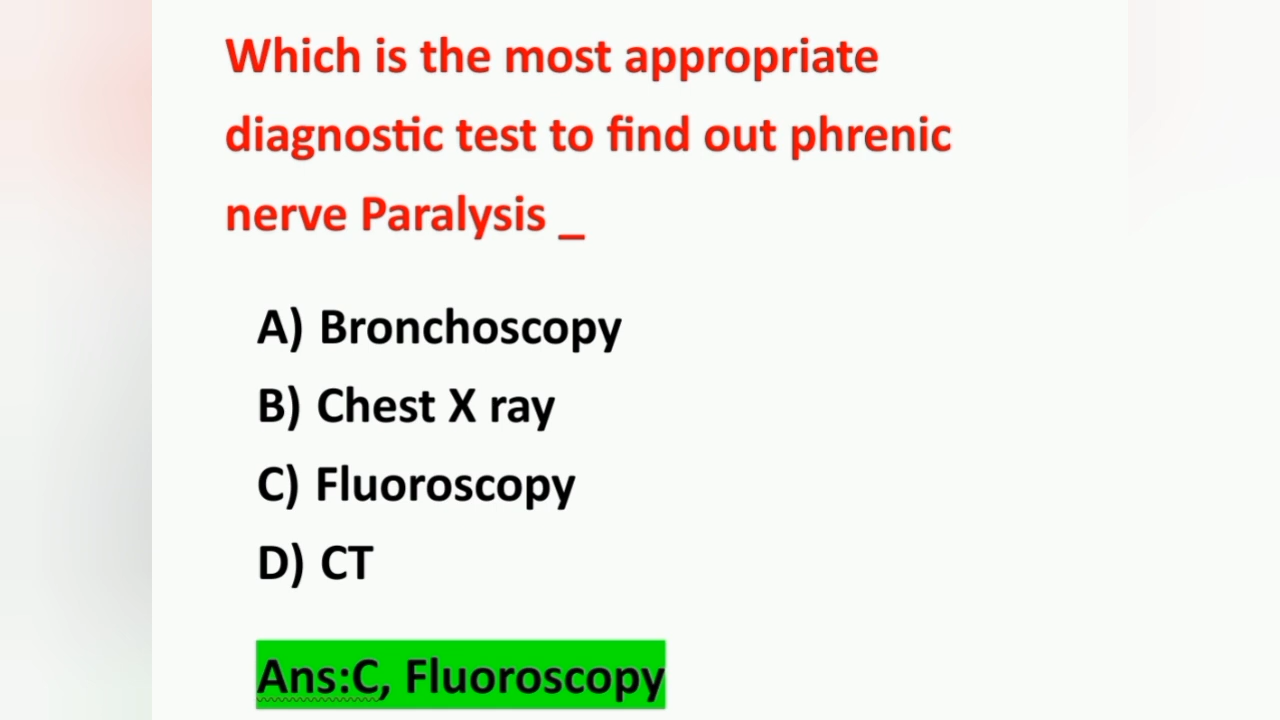 Which is the most appropriate
diagnostic test to find out phrenic
nerve Paralysis _
A) Bronchoscopy
B) Chest X ray
C) Fluoroscopy
D) CT
Ans:C, Fluoroscopy